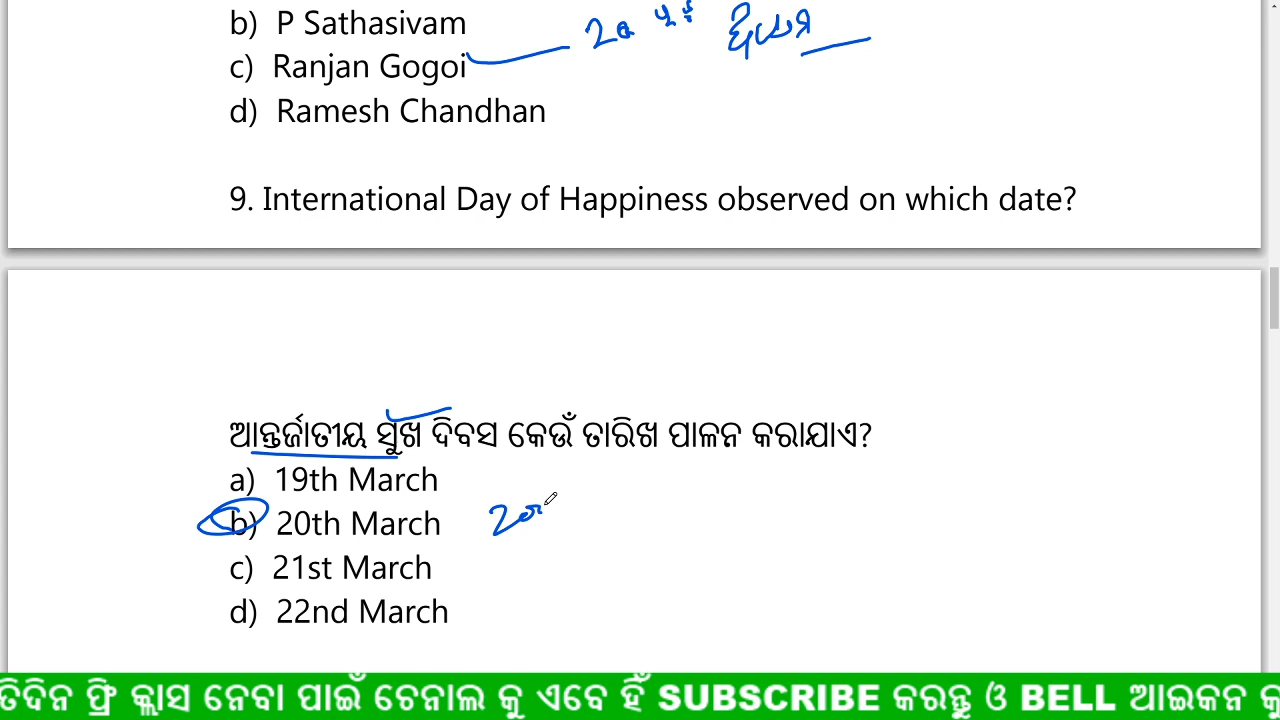 b) P Sathasivam
c) Ranjan Gogoi
d) Ramesh Chandhan
9. International Day of Happiness observed on which date?
ଆନ୍ତର୍ଜାତୀୟ ସୁଖ ଦିବସ କେଉଁ ତାରିଖ ପାଳନ କରାଯାଏ?
a) 19th March
b) 20th March
c) 21st March
d) 22nd March
ତିଦିନ ଫ୍ରି କ୍ଲାସ ନେବା ପାଇଁ ଚେନାଲ କୁ ଏବେ ହିଁ SUBSCRIBE କରନ୍ତୁ ଓ BELL ଆଇକନ କୁ